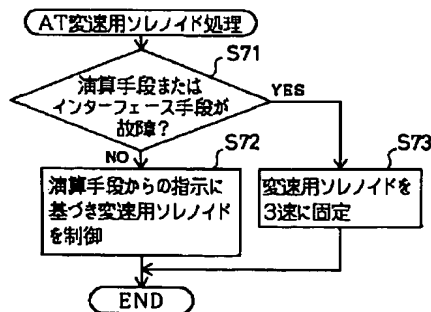 AT変速用ソレノイド処理
S71
演算手段または
インターフェース手段が
故障?
YES
NO
S72
演算手段からの指示に
基づき変速用ソレノイド
を制御
S73
変速用ソレノイドを
3速に固定
END